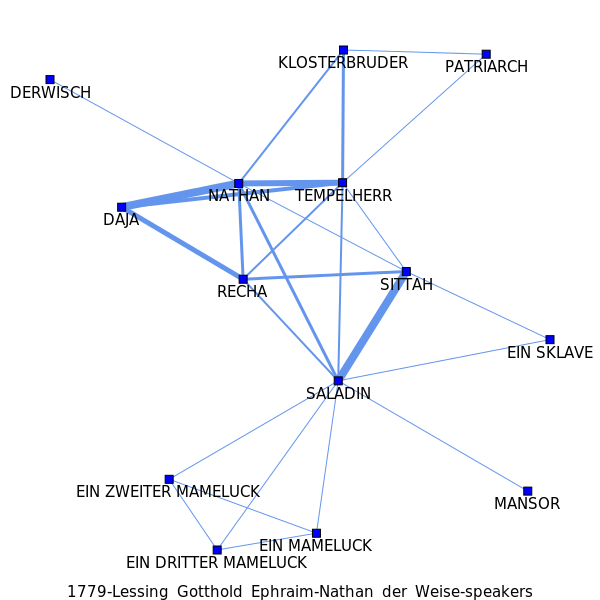 KLOSTERBRUDER
PATRIARCH
DERWISCH
NATHAN
TEMPELHERR
DAJA
RECHA
SITTAH
EIN SKLAVE
SALADIN
EIN ZWEITER MAMELUCK
MANSOR
EIN MAMELUCK
EIN DRITTER MAMELUCK
1779-Lessing Gotthold Ephraim-Nathan der Weise-speakers